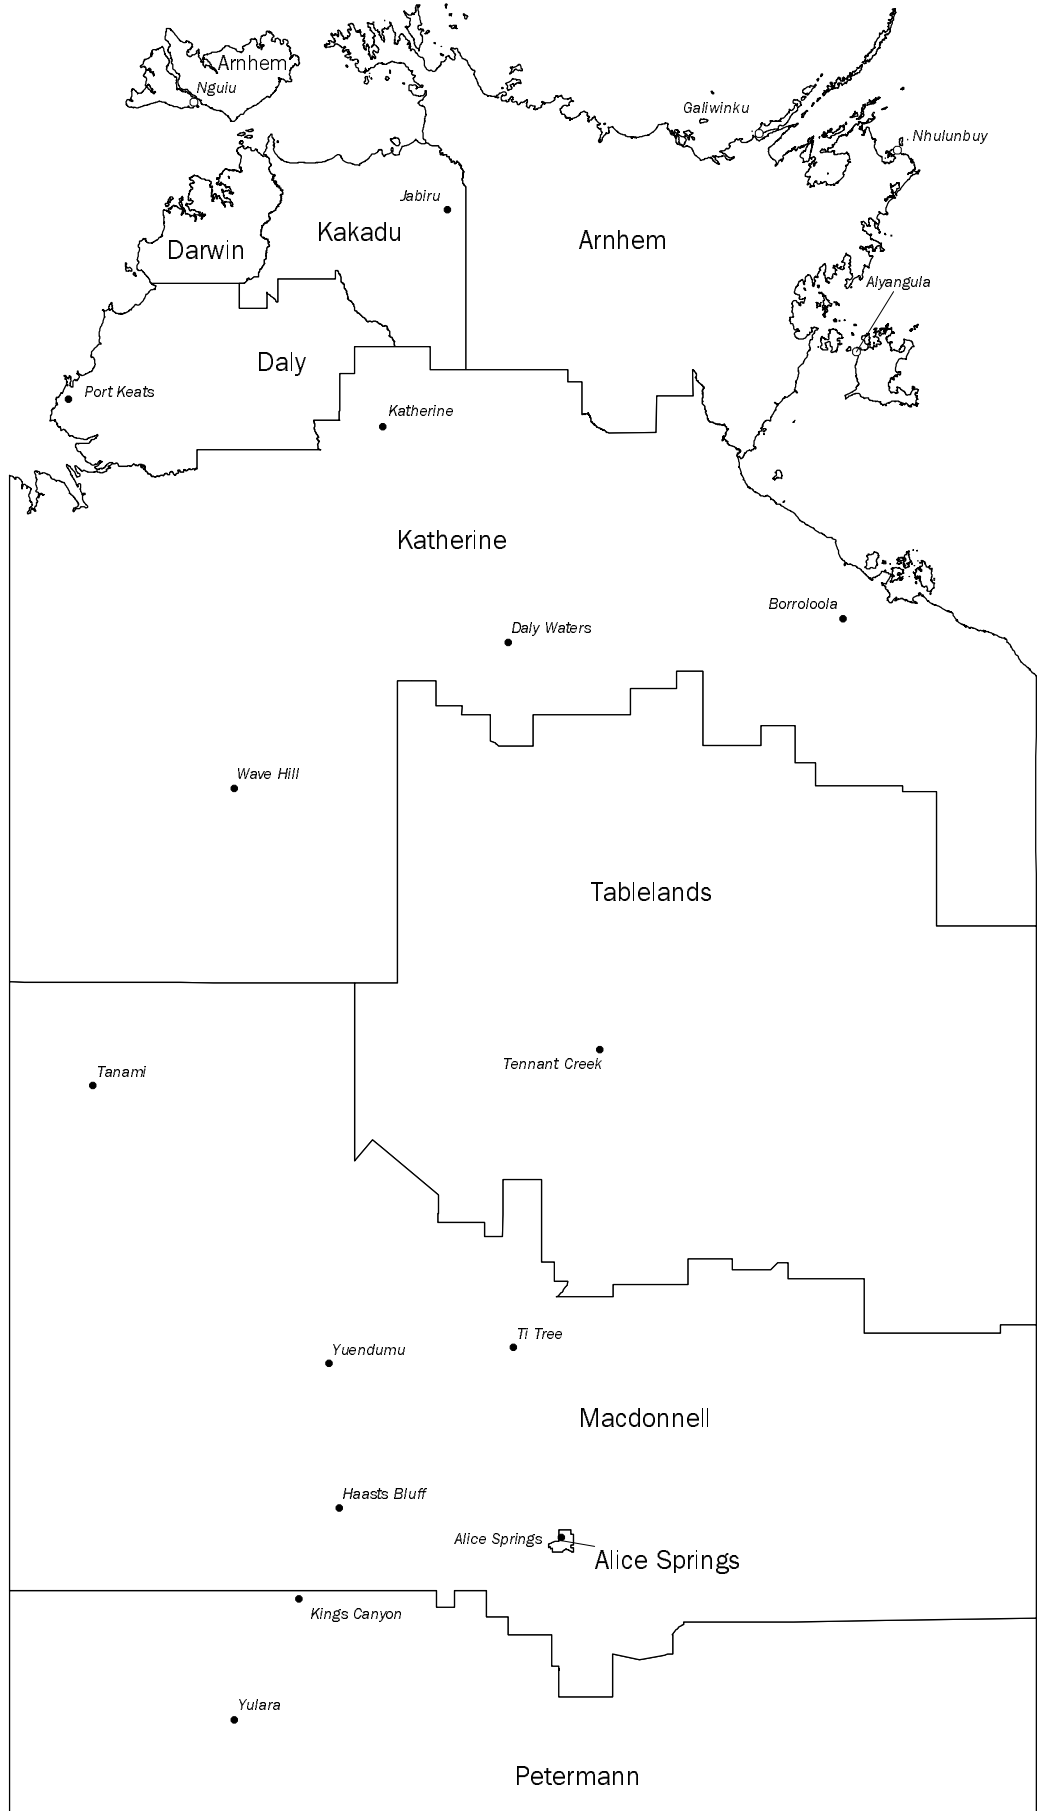 Arnhem
Nguiu
Galiwinku
Nhulunbuy
Jabiru
Kakadu
Arnhem
Darwin
Alyangula
Daly
Port Keats
Katherine
Katherine
Borroloola
Daly Waters
Wave Hill
Tablelands
Tennant Creek
Tanami
Ti Tree
Yuendumu
Macdonnell
Haasts Bluff
Alice Springs
Alice Springs
Kings Canyon
Yulara
Petermann